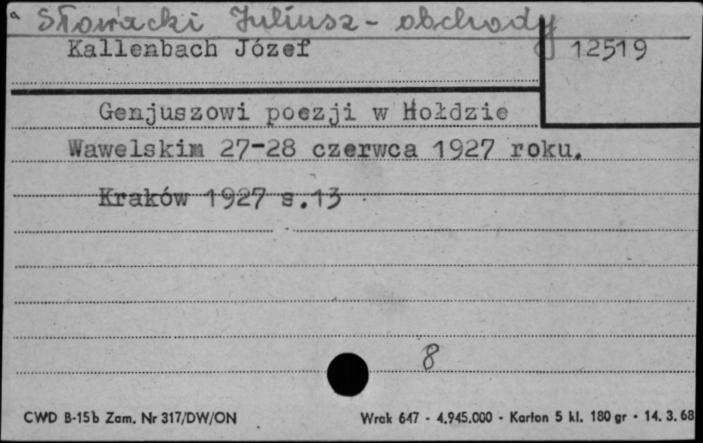 Słowacki Juliusz - obchody
Kallenbach Józef
12519
Genjuszowi poezji w Hołdzie
Wawelskim 27-28 czerwca 1927 roku.
Kraków 1927 s.13
8
CWD B-15b Zam. Nr 317/DW/ON
Wrak 647 - 4.945.000 - Karton 5 kl. 180 gr - 14. 3. 68